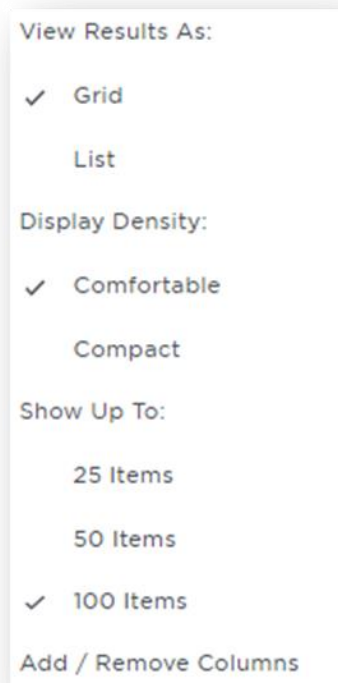 View Results As:
Grid
List
Display Density:
Comfortable
Compact
Show Up To:
25 Items
50 Items
100 Items
Add / Remove Columns